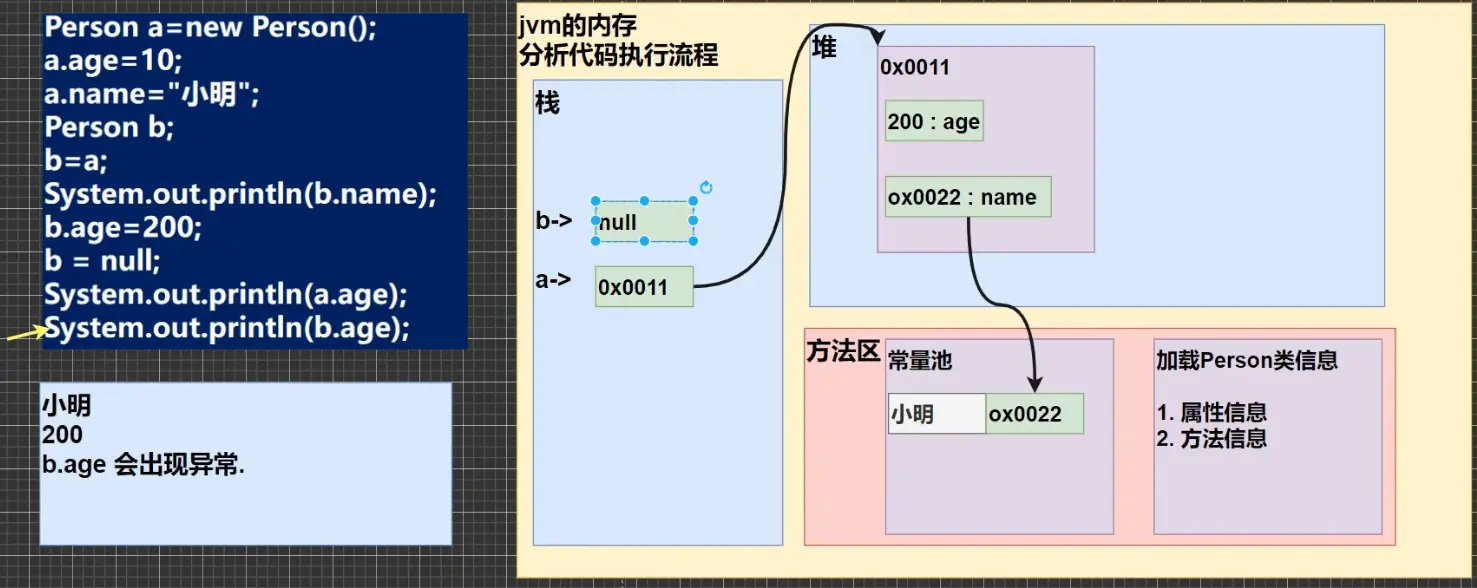 Person a=new Person();
a.age=10;
a.name="小明";
Person b;
b=a;
System.out.println(b.name);
b.age=200;
b = null;
System.out.println(a.age);
System.out.println(b.age);
小明
200
b.age 会出现异常.
jvm的内存
分析代码执行流程
栈
b->
null
a->
0x0011
堆
0x0011
200 : age
ox0022 : name
方法区
常量池
小明
ox0022
加载Person类信息
1. 属性信息
2. 方法信息